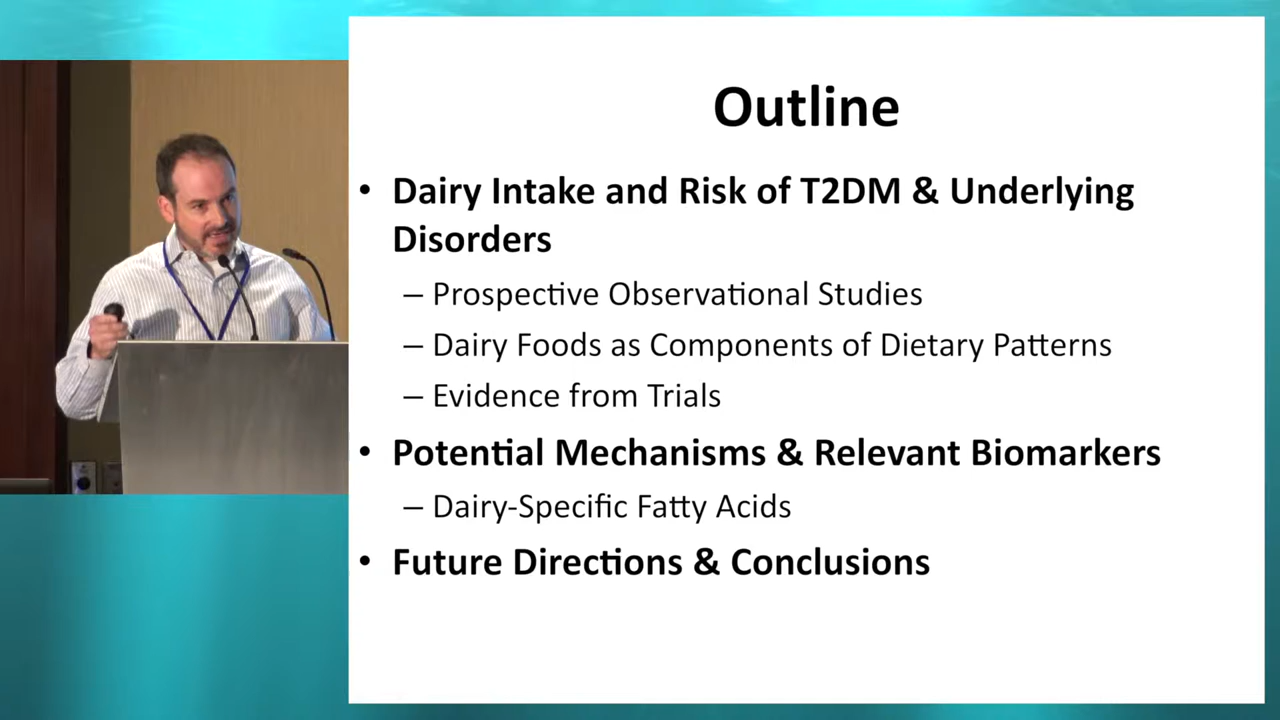 Outline
• Dairy Intake and Risk of T2DM & Underlying
Disorders
– Prospective Observational Studies
– Dairy Foods as Components of Dietary Patterns
– Evidence from Trials
• Potential Mechanisms & Relevant Biomarkers
– Dairy-Specific Fatty Acids
• Future Directions & Conclusions